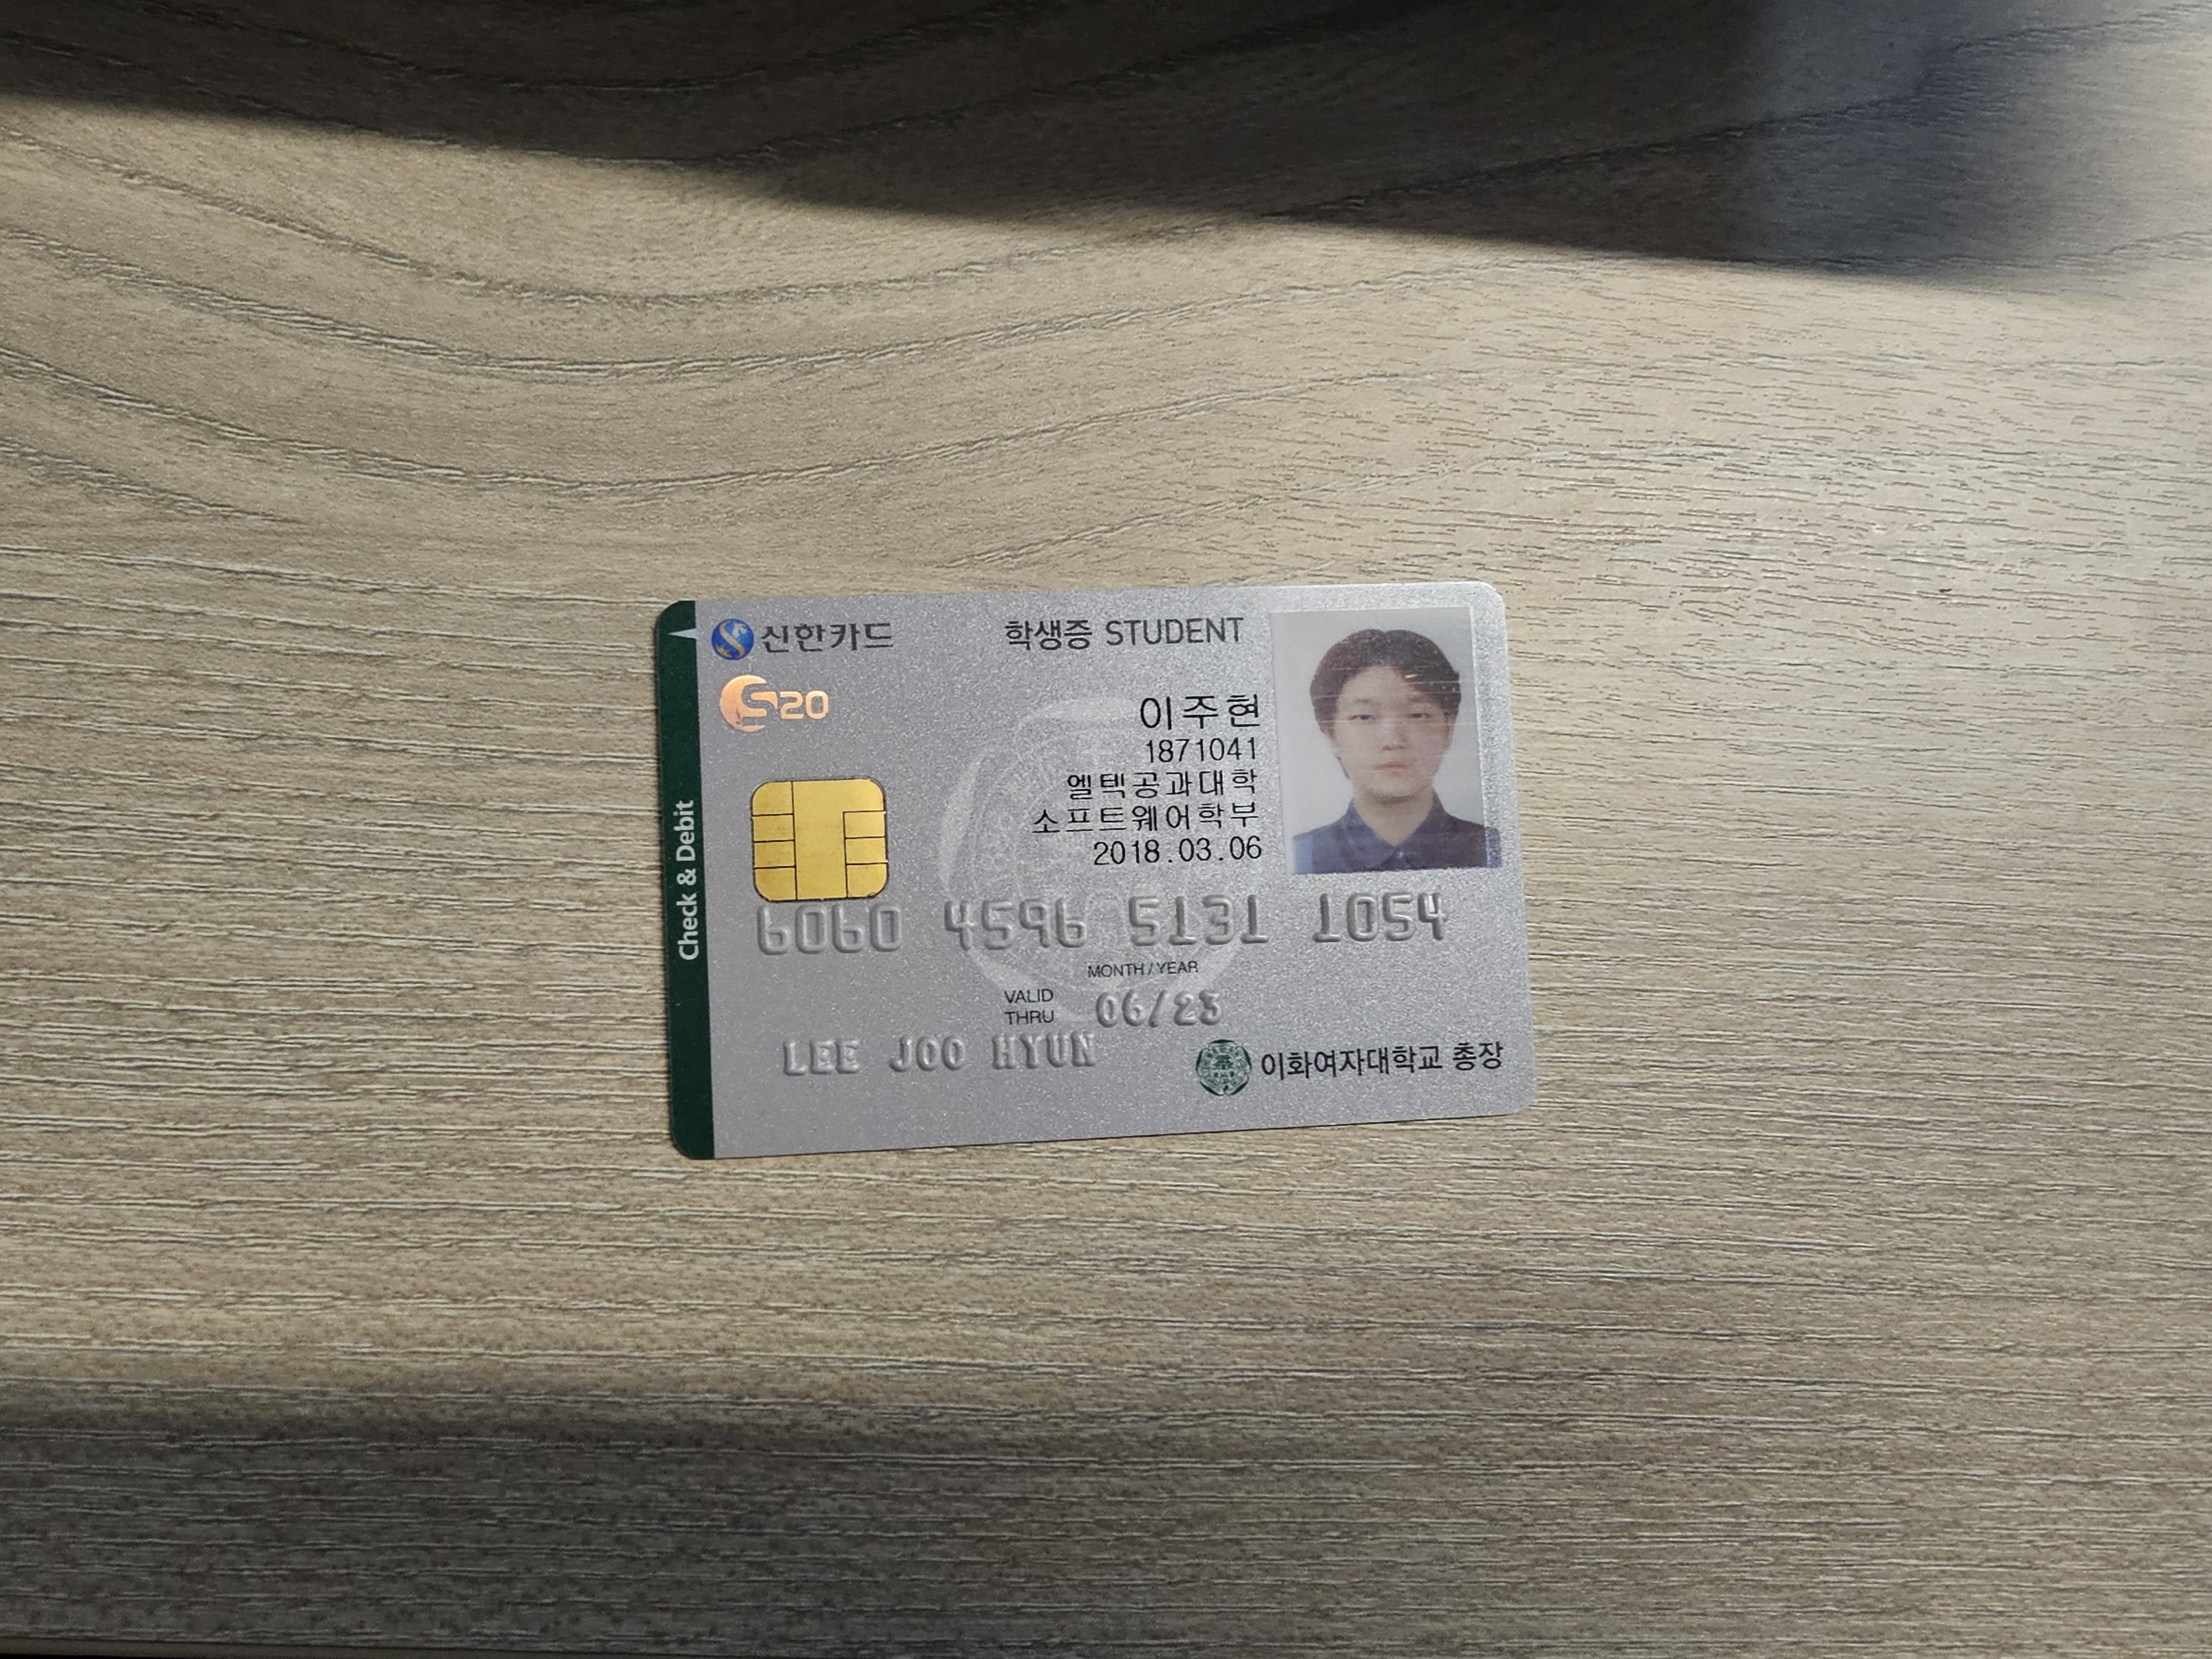 신한카드
학생증 STUDENT
S20
이주현
1871041
엘텍공과대학
소프트웨어학부
2018.03.06
Check & Debit
6060 4596 5131 1054
MONTH/YEAR
VALID THRU 06/23
LEE JOO HYUN
이화여자대학교 총장